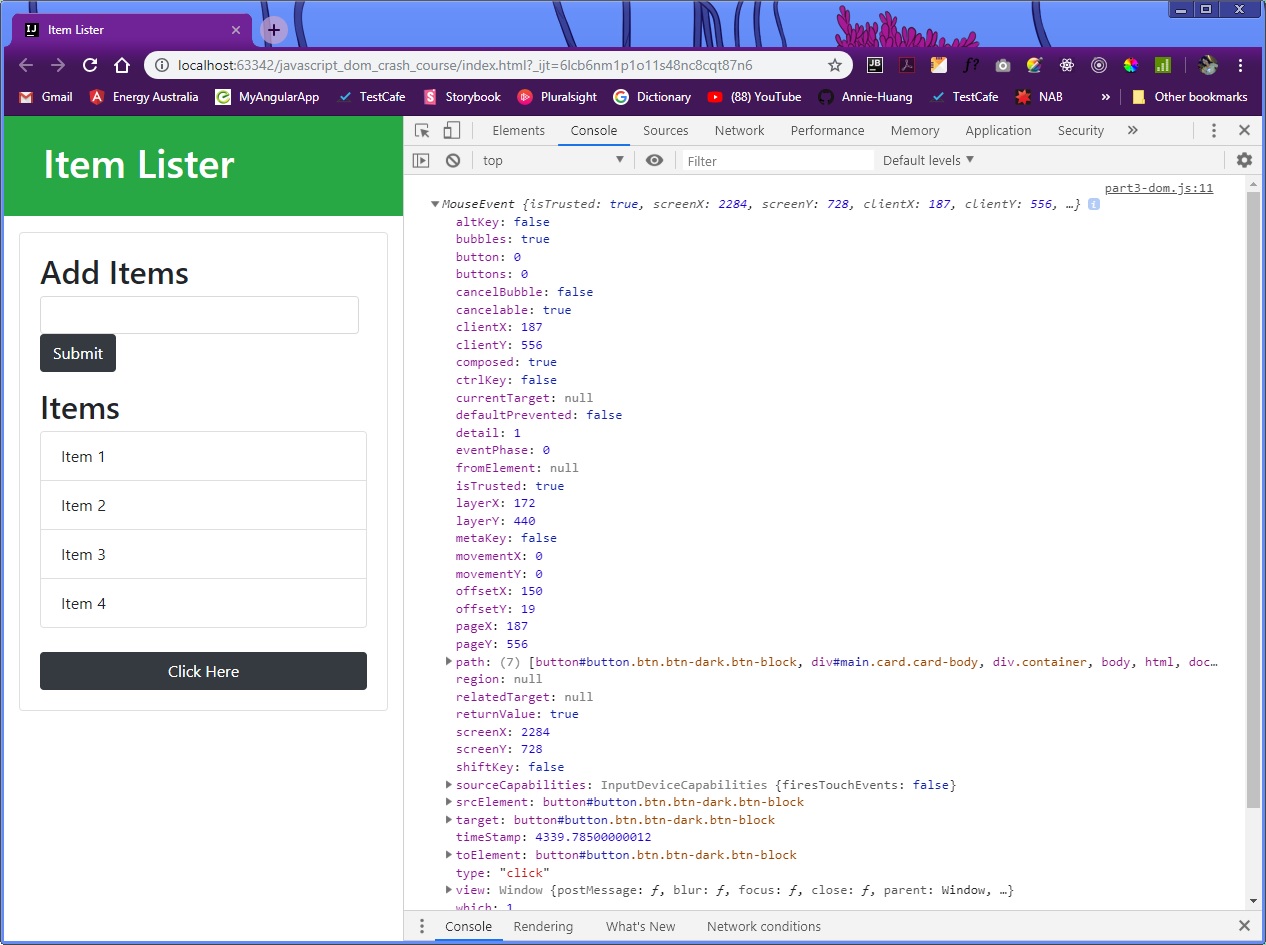 Item Lister
localhost:63342/javascript_dom_crash_course/index.html?_ijt=6lcb6nm1p1o11s48nc8cqt87n6
Gmail Energy Australia MyAngularApp TestCafe Storybook Pluralsight Dictionary (88) YouTube Annie-Huang TestCafe NAB » Other bookmarks
Item Lister
Add Items
Submit
Items
Item 1
Item 2
Item 3
Item 4
Click Here
Elements Console Sources Network Performance Memory Application Security »
top Filter Default levels
part3-dom.js:11
MouseEvent {isTrusted: true, screenX: 2284, screenY: 728, clientX: 187, clientY: 556, …}
altKey: false
bubbles: true
button: 0
buttons: 0
cancelBubble: false
cancelable: true
clientX: 187
clientY: 556
composed: true
ctrlKey: false
currentTarget: null
defaultPrevented: false
detail: 1
eventPhase: 0
fromElement: null
isTrusted: true
layerX: 172
layerY: 440
metaKey: false
movementX: 0
movementY: 0
offsetX: 150
offsetY: 19
pageX: 187
pageY: 556
path: (7) [button#button.btn.btn-dark.btn-block, div#main.card.card-body, div.container, body, html, doc…
region: null
relatedTarget: null
returnValue: true
screenX: 2284
screenY: 728
shiftKey: false
sourceCapabilities: InputDeviceCapabilities {firesTouchEvents: false}
srcElement: button#button.btn.btn-dark.btn-block
target: button#button.btn.btn-dark.btn-block
timeStamp: 4339.78500000012
toElement: button#button.btn.btn-dark.btn-block
type: "click"
view: Window {postMessage: ƒ, blur: ƒ, focus: ƒ, close: ƒ, parent: Window, …}
which: 1
Console Rendering What's New Network conditions